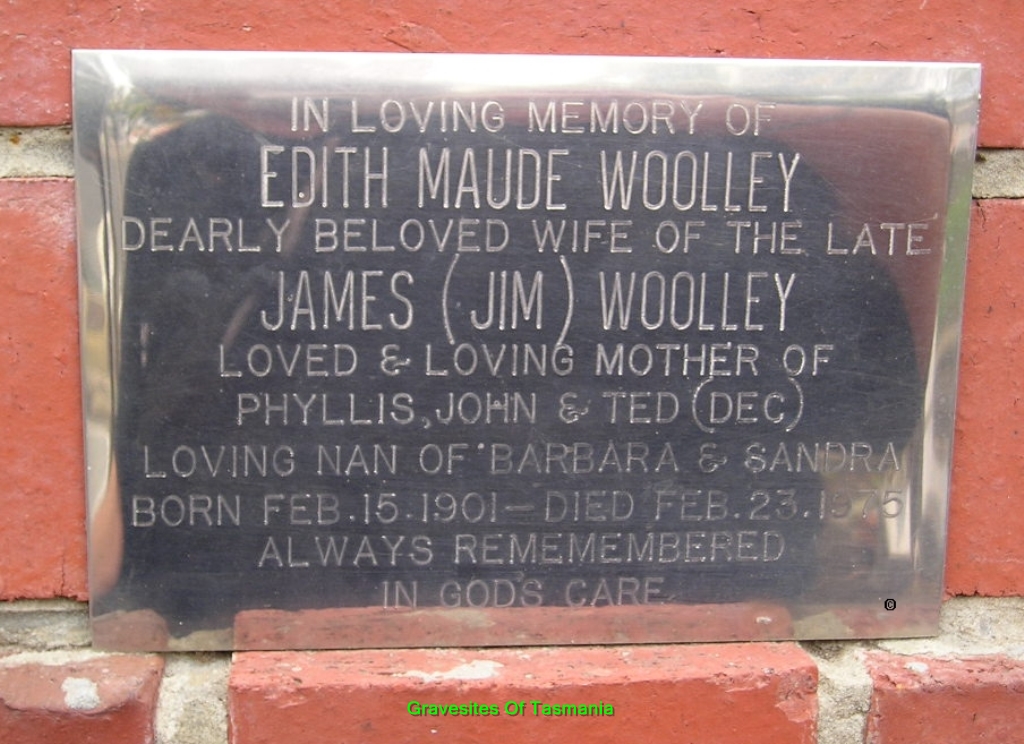 IN LOVING MEMORY OF
EDITH MAUDE WOOLLEY
DEARLY BELOVED WIFE OF THE LATE
JAMES (JIM) WOOLLEY
LOVED & LOVING MOTHER OF
PHYLLIS, JOHN & TED (DEC)
LOVING NAN OF BARBARA & SANDRA
BORN FEB. 15. 1901 – DIED FEB. 23. 1975
ALWAYS REMEMEMBERED
IN GODS CARE
©
Gravesites Of Tasmania